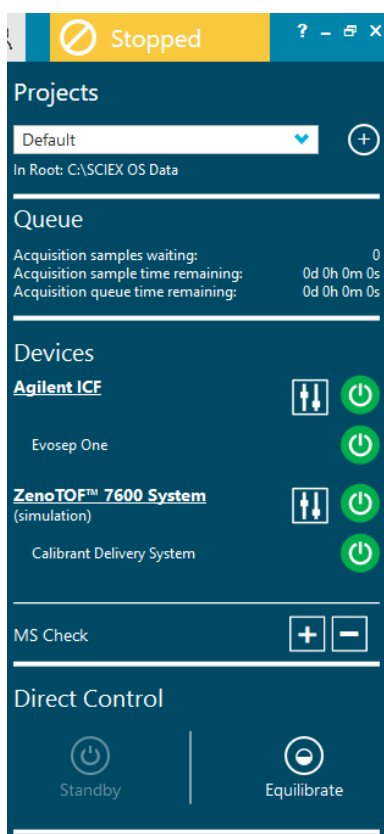 Stopped
? – x
Projects
Default
+
In Root: C:\SCIEX OS Data
Queue
Acquisition samples waiting: 0
Acquisition sample time remaining: 0d 0h 0m 0s
Acquisition queue time remaining: 0d 0h 0m 0s
Devices
Agilent ICF
Evosep One
ZenoTOF™ 7600 System
(simulation)
Calibrant Delivery System
MS Check + –
Direct Control
Standby Equilibrate